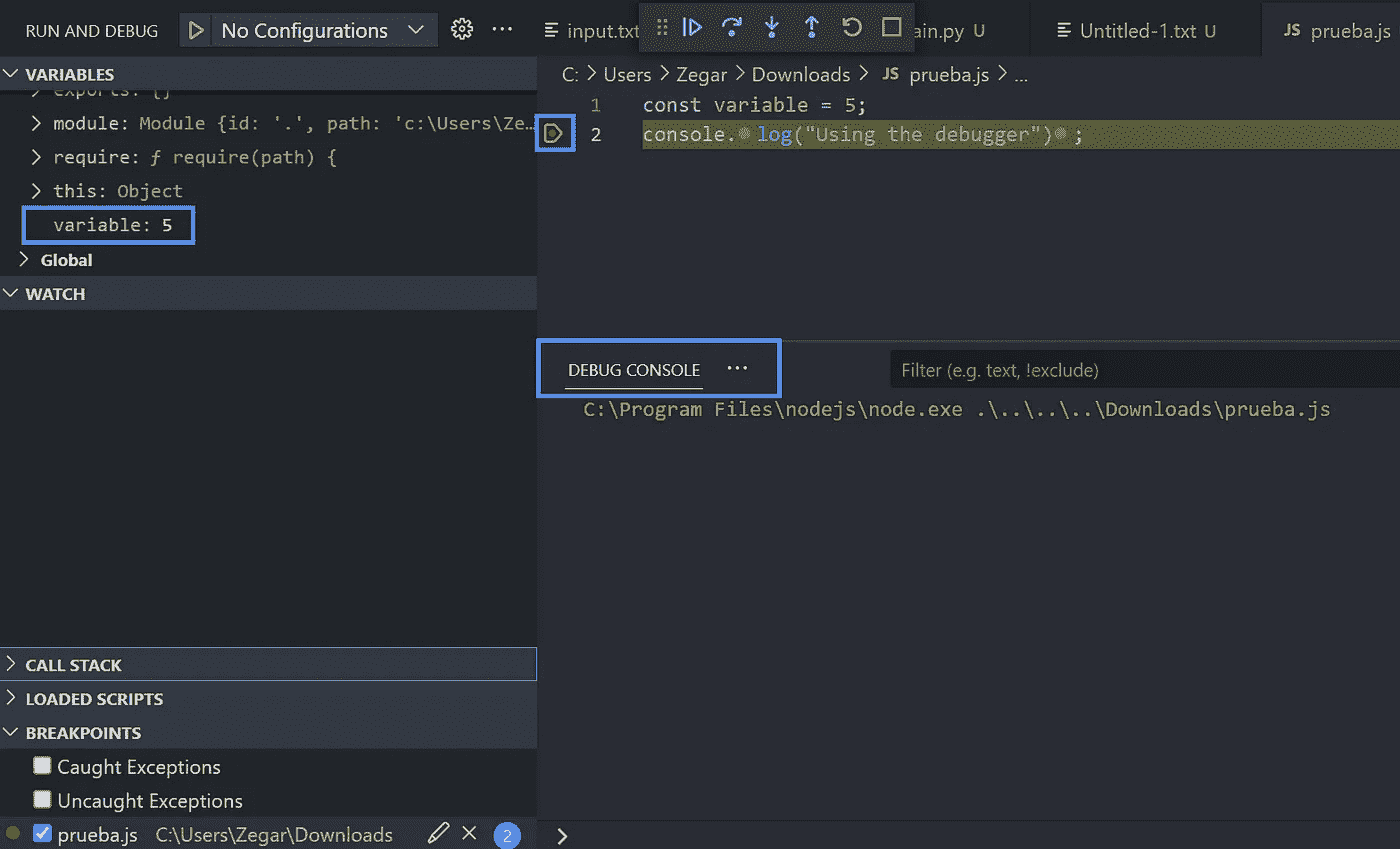 RUN AND DEBUG No Configurations ...
VARIABLES
exports: {}
module: Module {id: '.', path: 'c:\Users\Ze...
require: ƒ require(path) {
this: Object
variable: 5
Global
WATCH
CALL STACK
LOADED SCRIPTS
BREAKPOINTS
Caught Exceptions
Uncaught Exceptions
prueba.js C:\Users\Zegar\Downloads 2
input.txt ain.py U Untitled-1.txt U JS prueba.js
C: > Users > Zegar > Downloads > JS prueba.js > ...
1 const variable = 5;
2 console.log("Using the debugger");
DEBUG CONSOLE ... Filter (e.g. text, !exclude)
C:\Program Files\nodejs\node.exe .\..\..\..\Downloads\prueba.js
>